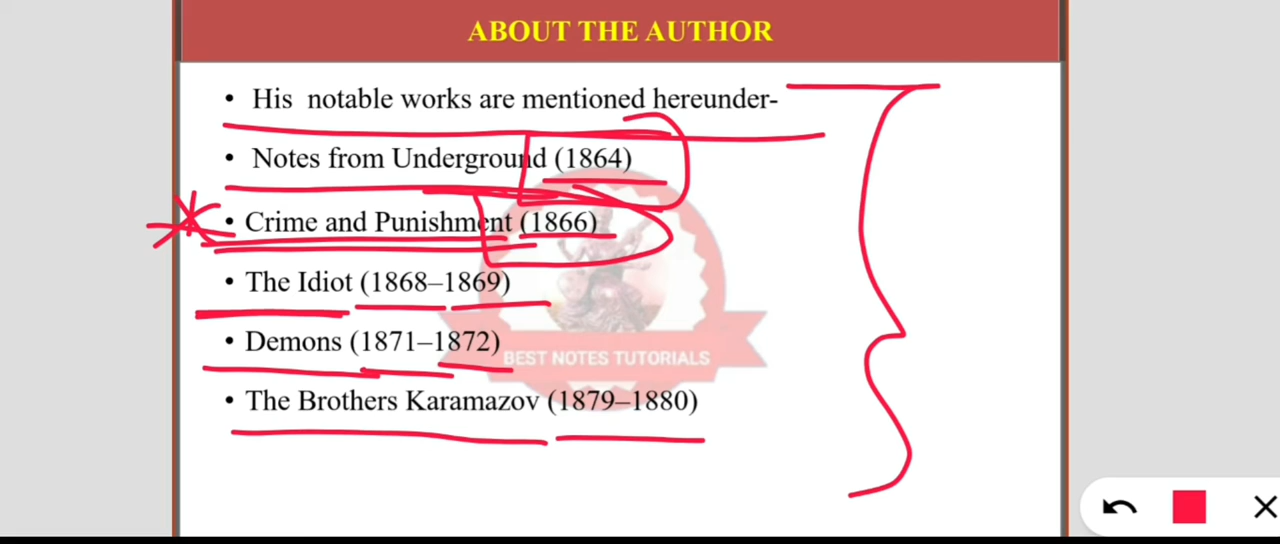 ABOUT THE AUTHOR
• His notable works are mentioned hereunder-
• Notes from Underground (1864)
• Crime and Punishment (1866)
• The Idiot (1868–1869)
• Demons (1871–1872)
BEST NOTES TUTORIALS
• The Brothers Karamazov (1879–1880)